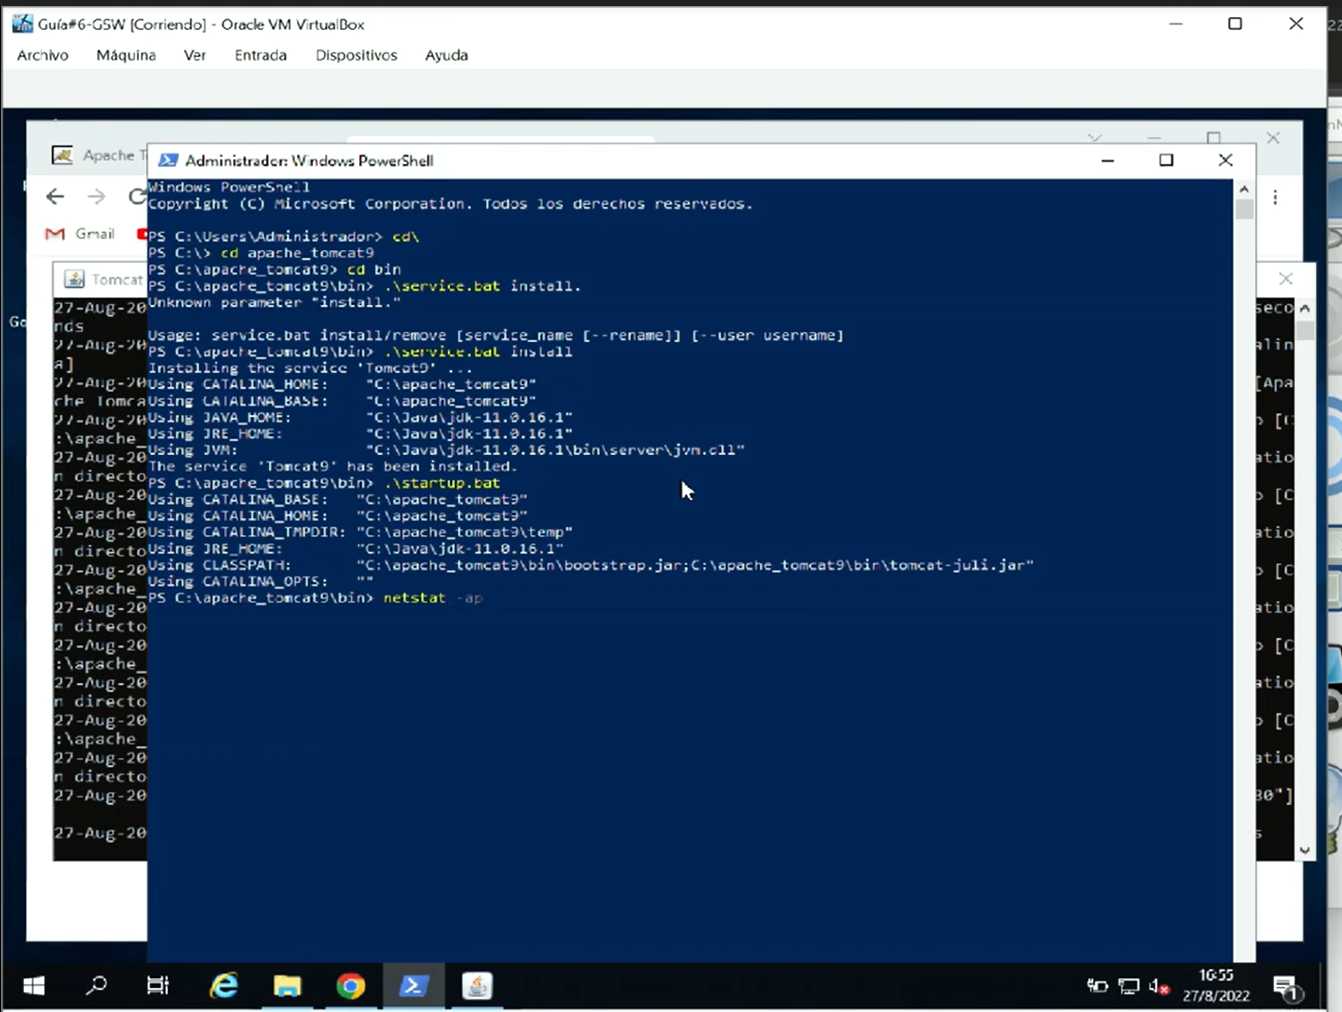 Guía#6-GSW [Corriendo] - Oracle VM VirtualBox
Archivo Máquina Ver Entrada Dispositivos Ayuda
Apache T
Administrador: Windows PowerShell
Gmail
Windows PowerShell
Copyright (C) Microsoft Corporation. Todos los derechos reservados.
PS C:\Users\Administrador> cd\
PS C:\> cd apache_tomcat9
PS C:\apache_tomcat9> cd bin
PS C:\apache_tomcat9\bin> .\service.bat install.
Unknown parameter "install."
Usage: service.bat install/remove [service_name [--rename]] [--user username]
PS C:\apache_tomcat9\bin> .\service.bat install
Installing the service 'Tomcat9' ...
Using CATALINA_HOME:    "C:\apache_tomcat9"
Using CATALINA_BASE:    "C:\apache_tomcat9"
Using JAVA_HOME:        "C:\Java\jdk-11.0.16.1"
Using JRE_HOME:         "C:\Java\jdk-11.0.16.1"
Using JVM:              "C:\Java\jdk-11.0.16.1\bin\server\jvm.dll"
The service 'Tomcat9' has been installed.
PS C:\apache_tomcat9\bin> .\startup.bat
Using CATALINA_BASE:   "C:\apache_tomcat9"
Using CATALINA_HOME:   "C:\apache_tomcat9"
Using CATALINA_TMPDIR: "C:\apache_tomcat9\temp"
Using JRE_HOME:        "C:\Java\jdk-11.0.16.1"
Using CLASSPATH:       "C:\apache_tomcat9\bin\bootstrap.jar;C:\apache_tomcat9\bin\tomcat-juli.jar"
Using CATALINA_OPTS:   ""
PS C:\apache_tomcat9\bin> netstat -ap
Tomcat
27-Aug-20
nds
27-Aug-20
a]
27-Aug-20
che Tomca
27-Aug-20
:\apache_
27-Aug-20
n directo
27-Aug-20
:\apache_
27-Aug-20
n directo
27-Aug-20
:\apache_
27-Aug-20
n directo
27-Aug-20
:\apache_
27-Aug-20
n directo
27-Aug-20
:\apache_
27-Aug-20
n directo
27-Aug-20
27-Aug-20
seco
alin
[Apa
[C
atio
[C
atio
[C
atio
[C
atio
[C
atio
80"]
s
16:55
27/8/2022
1